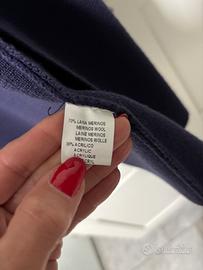 70% LANA MERINOS
MERINOS WOOL
LAINE MERINOS
MERINOS WOLLE
30% ACRILICO
ACRYLIC
ACRYLIQUE